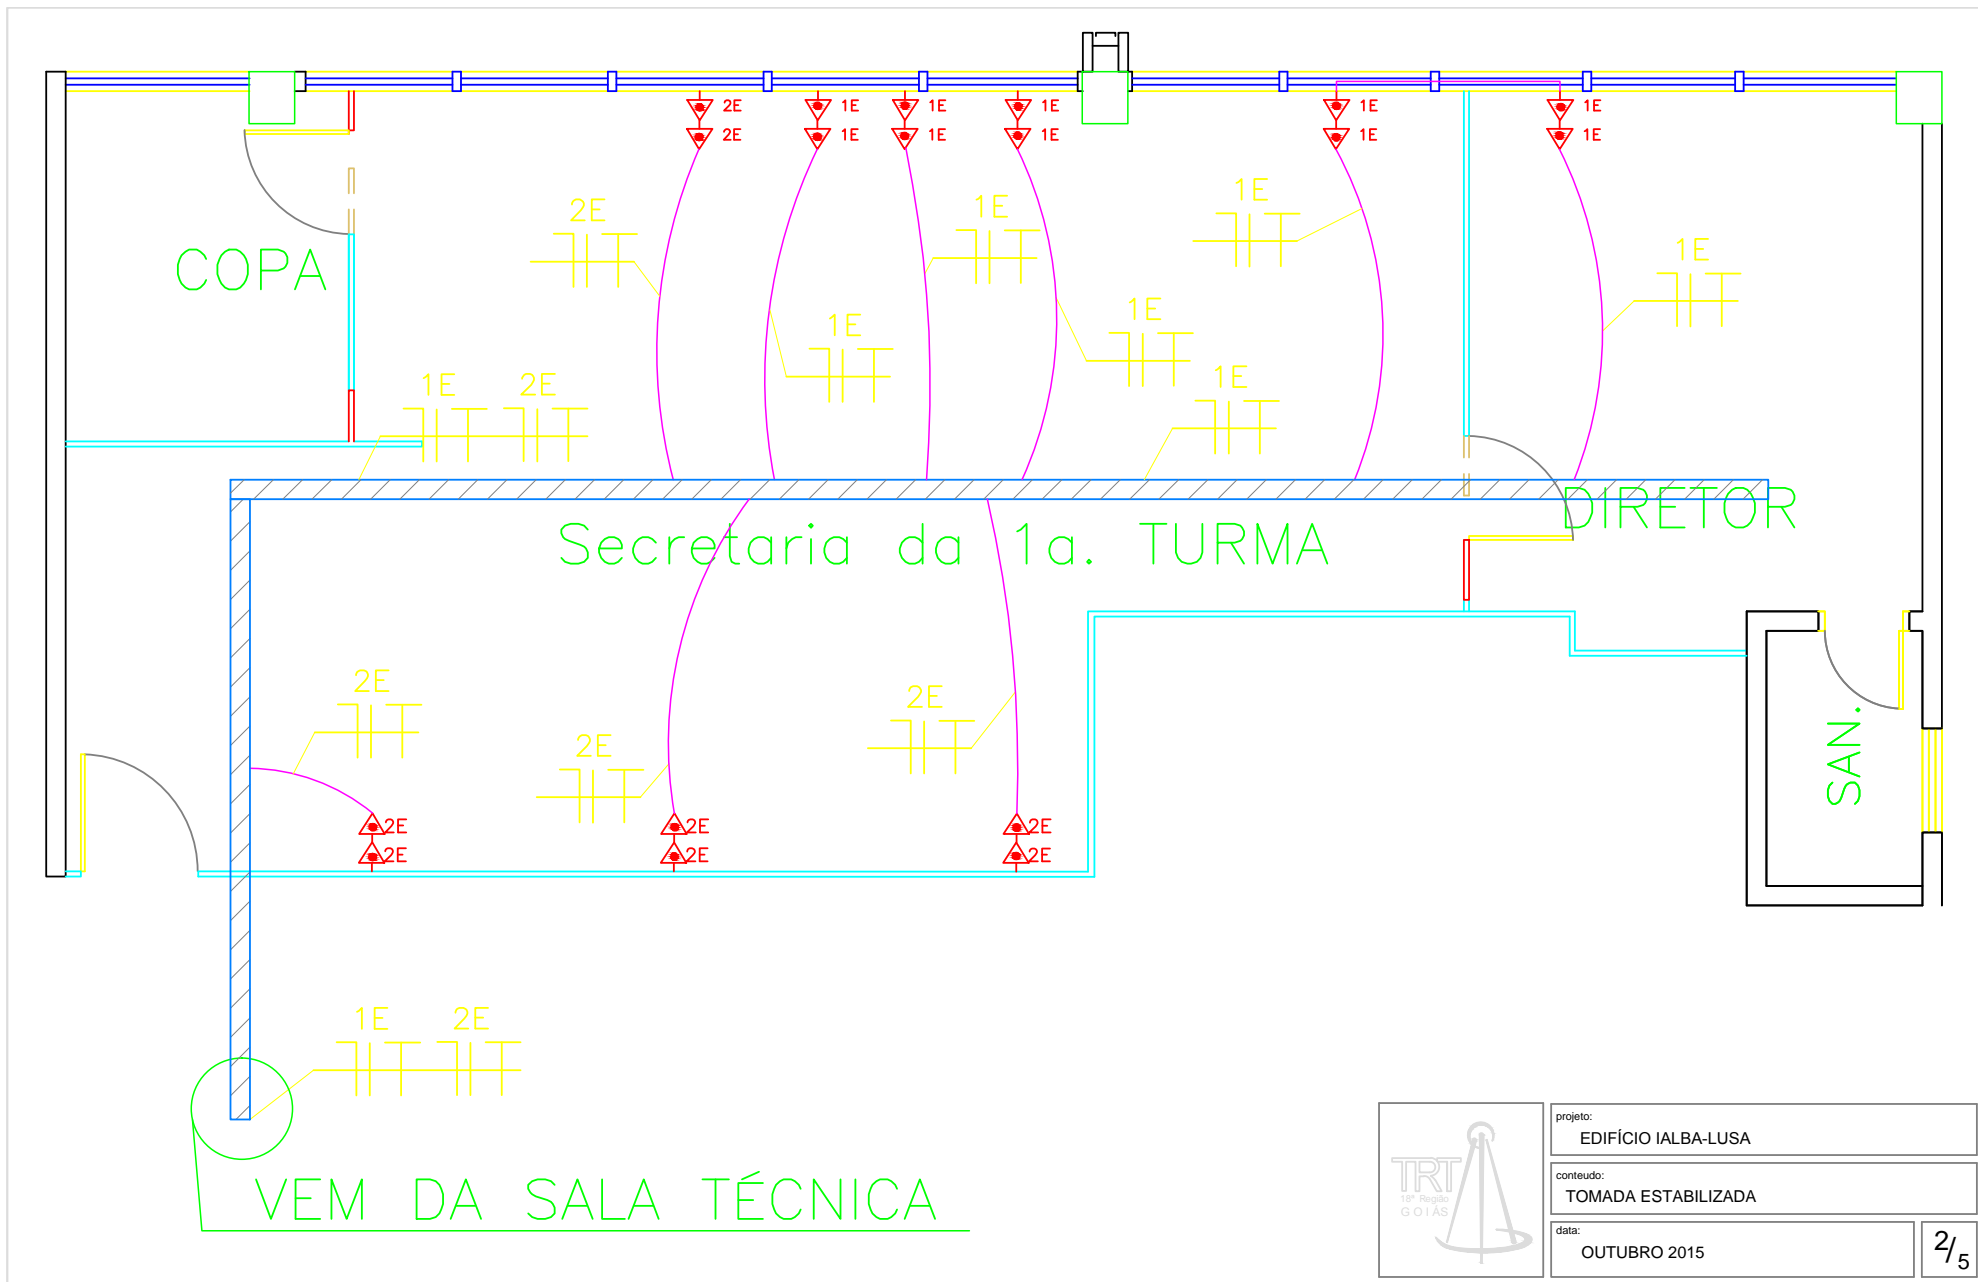 2E 1E 1E 1E 1E 1E
2E 1E 1E 1E 1E 1E
2E 1E 1E
1E
COPA
1E 1E
1E 2E 1E
DIRETOR
Secretaria da 1a. TURMA
2E 2E
2E
SAN.
2E 2E 2E
2E 2E 2E
1E 2E
VEM DA SALA TÉCNICA
TRT
18ª Região
GOIÁS
projeto:
EDIFÍCIO IALBA-LUSA
conteudo:
TOMADA ESTABILIZADA
data:
OUTUBRO 2015
2/5